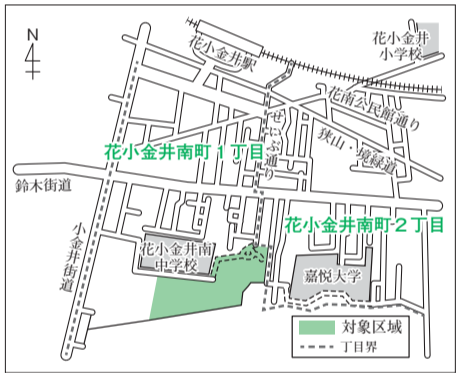 N
花小金井駅
花小金井
小学校
花南公民館通り
せいぶ通り
狭山・境緑道
花小金井南町1丁目
鈴木街道
花小金井南町2丁目
小金井街道
花小金井南
中学校
嘉悦大学
対象区域
丁目界